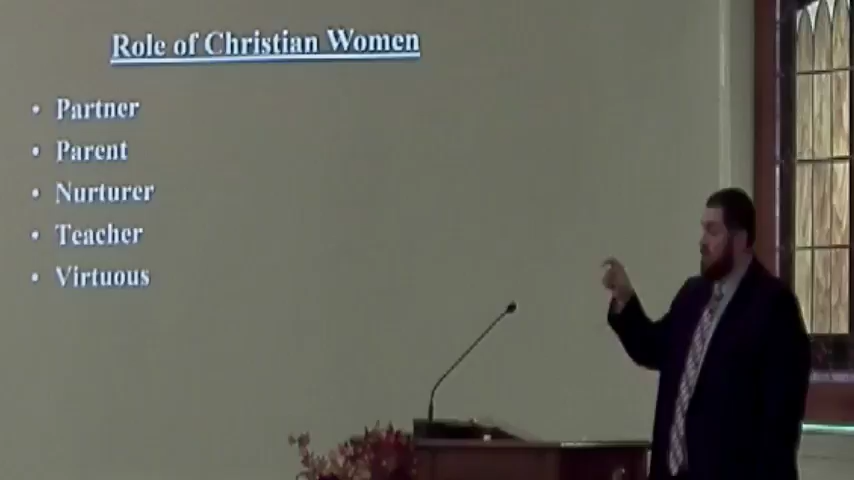 Role of Christian Women
• Partner
• Parent
• Nurturer
• Teacher
• Virtuous